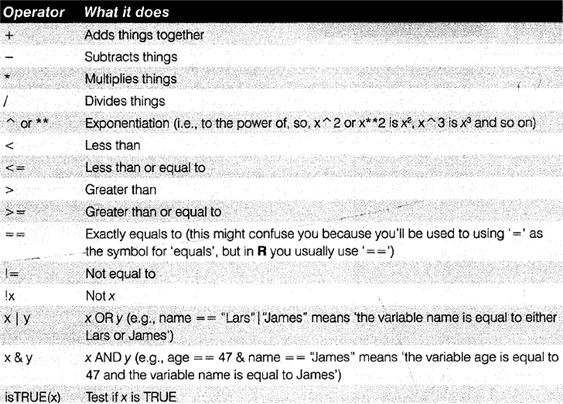 Operator What it does
+ Adds things together
– Subtracts things
* Multiplies things
/ Divides things
^ or ** Exponentiation (i.e., to the power of, so, x^2 or x**2 is x², x^3 is x³ and so on)
< Less than
<= Less than or equal to
> Greater than
>= Greater than or equal to
== Exactly equals to (this might confuse you because you'll be used to using '=' as
the symbol for 'equals', but in R you usually use '==')
!= Not equal to
!x Not x
x | y x OR y (e.g., name == "Lars"|"James" means 'the variable name is equal to either
Lars or James')
x & y x AND y (e.g., age == 47 & name == "James" means 'the variable age is equal to
47 and the variable name is equal to James')
isTRUE(x) Test if x is TRUE